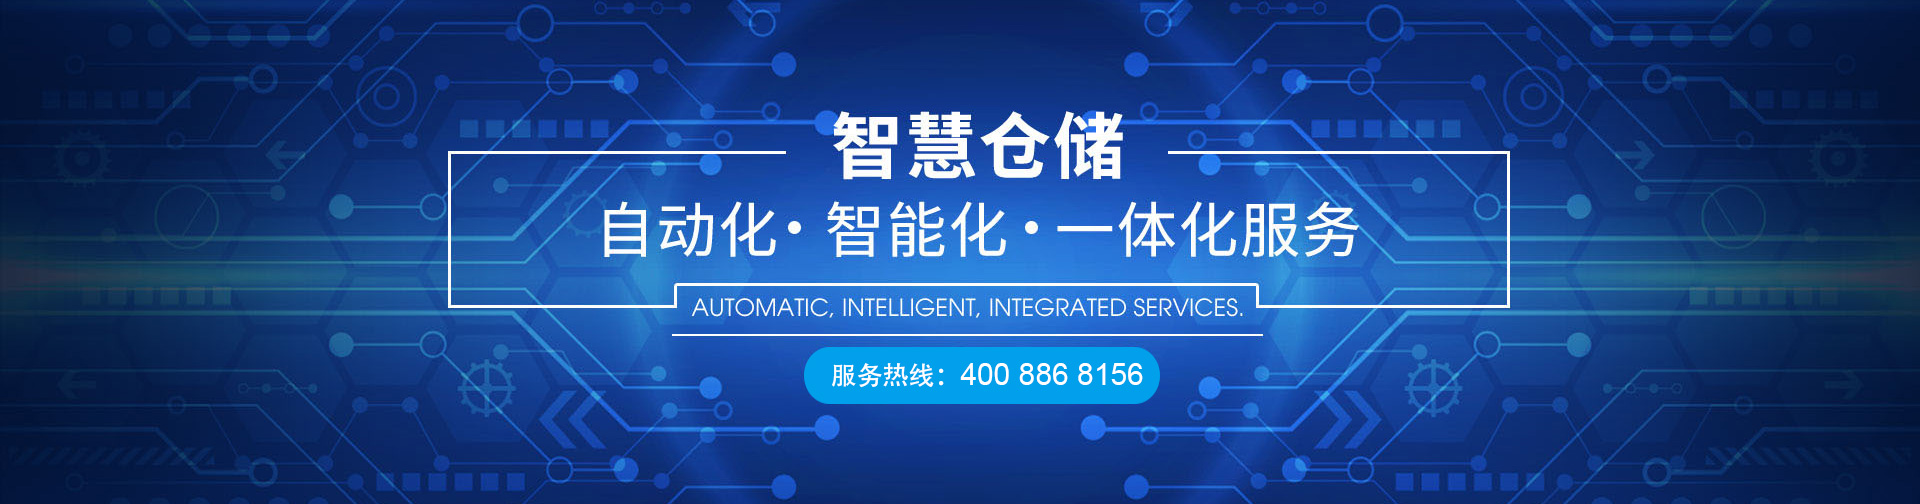 智慧仓储
自动化·智能化·一体化服务
AUTOMATIC, INTELLIGENT, INTEGRATED SERVICES.
服务热线：400 886 8156